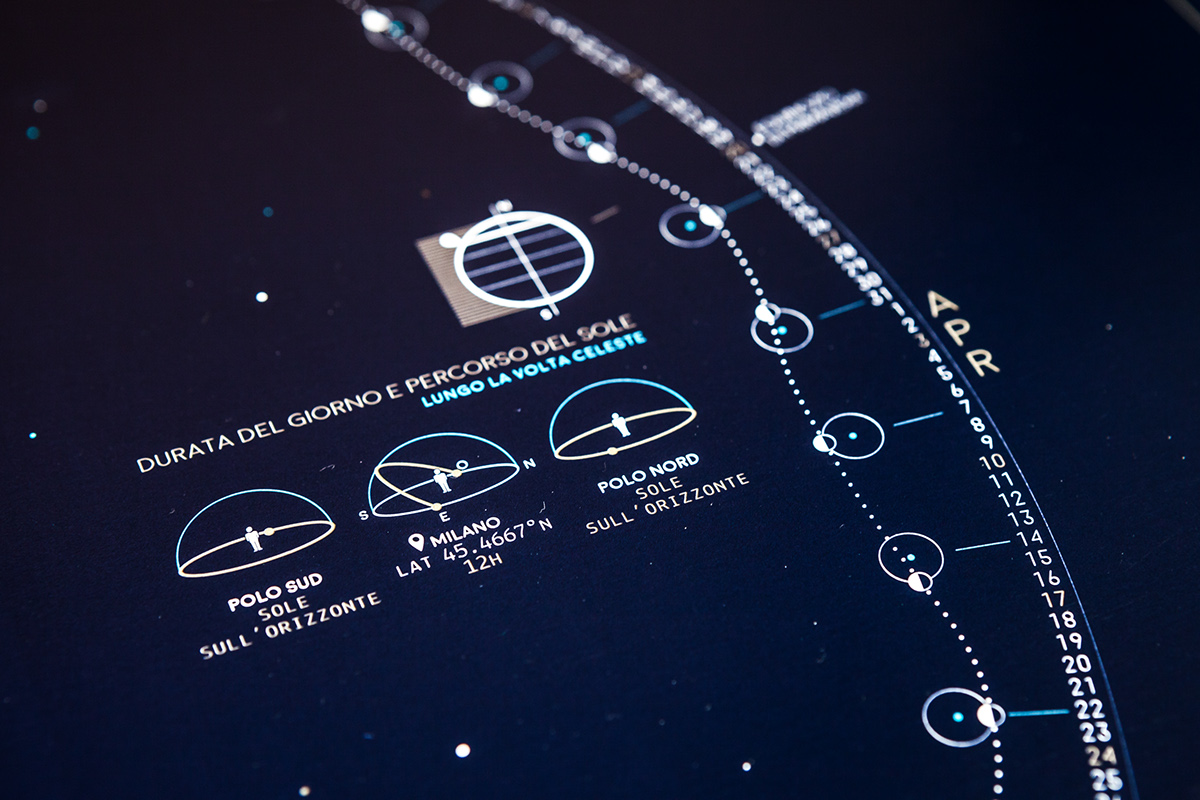 DURATA DEL GIORNO E PERCORSO DEL SOLE
LUNGO LA VOLTA CELESTE
S
O
E
N
POLO SUD
SOLE
SULL'ORIZZONTE
MILANO
LAT 45.4667°N
12H
POLO NORD
SOLE
SULL'ORIZZONTE
APR
1
2
3
4
5
6
7
8
9
10
11
12
13
14
15
16
17
18
19
20
21
22
23
24
25